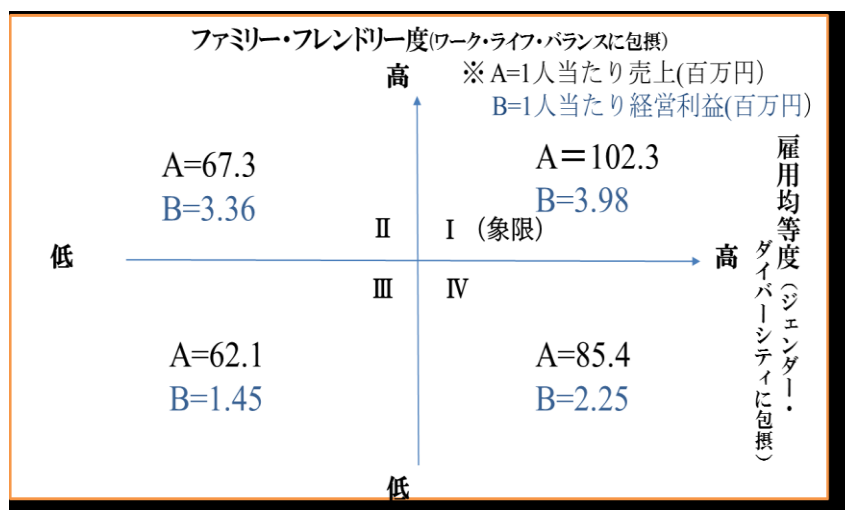 ファミリー・フレンドリー度(ワーク・ライフ・バランスに包摂)
高
※A=1人当たり売上(百万円)
B=1人当たり経営利益(百万円)
A=67.3
B=3.36
A＝102.3
B=3.98
Ⅱ
Ⅰ (象限)
低
高
雇用均等度(ジェンダー・
ダイバーシティに包摂)
Ⅲ
Ⅳ
A=62.1
B=1.45
A=85.4
B=2.25
低